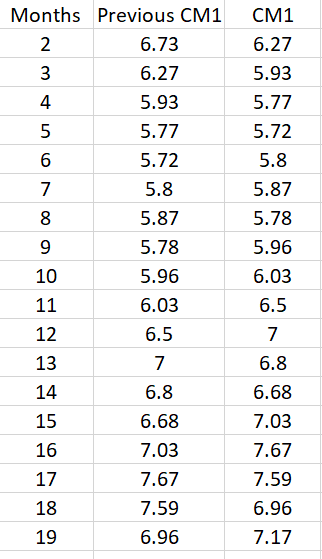 Months Previous CM1 CM1
2 6.73 6.27
3 6.27 5.93
4 5.93 5.77
5 5.77 5.72
6 5.72 5.8
7 5.8 5.87
8 5.87 5.78
9 5.78 5.96
10 5.96 6.03
11 6.03 6.5
12 6.5 7
13 7 6.8
14 6.8 6.68
15 6.68 7.03
16 7.03 7.67
17 7.67 7.59
18 7.59 6.96
19 6.96 7.17